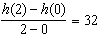 h(2) − h(0) / 2 − 0 = 32